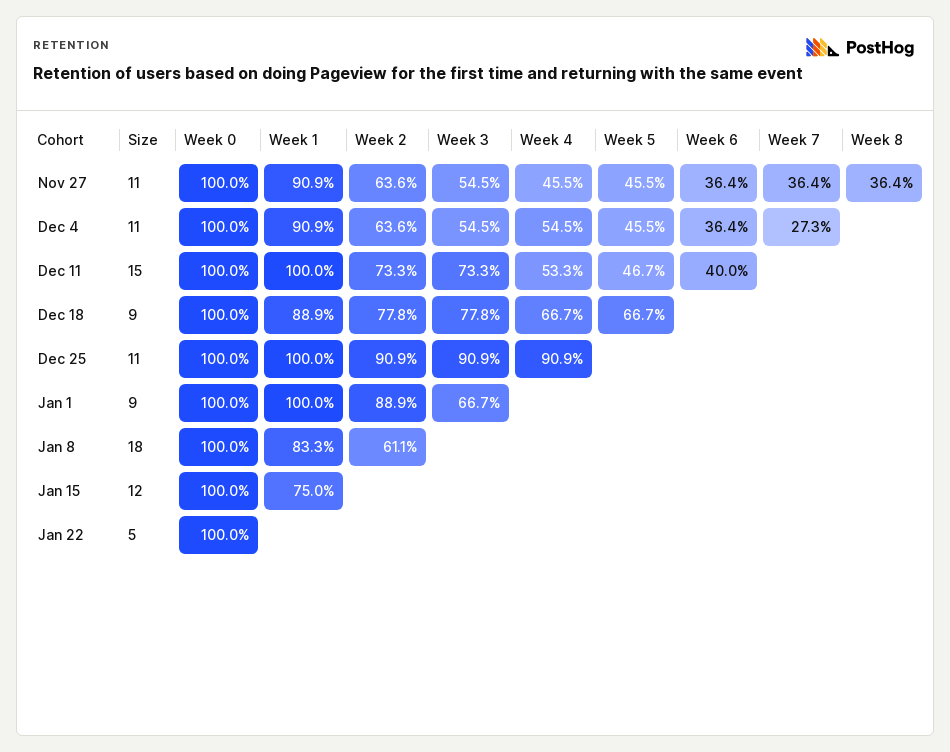 RETENTION
PostHog
Retention of users based on doing Pageview for the first time and returning with the same event
Cohort Size Week 0 Week 1 Week 2 Week 3 Week 4 Week 5 Week 6 Week 7 Week 8
Nov 27 11 100.0% 90.9% 63.6% 54.5% 45.5% 45.5% 36.4% 36.4% 36.4%
Dec 4 11 100.0% 90.9% 63.6% 54.5% 54.5% 45.5% 36.4% 27.3%
Dec 11 15 100.0% 100.0% 73.3% 73.3% 53.3% 46.7% 40.0%
Dec 18 9 100.0% 88.9% 77.8% 77.8% 66.7% 66.7%
Dec 25 11 100.0% 100.0% 90.9% 90.9% 90.9%
Jan 1 9 100.0% 100.0% 88.9% 66.7%
Jan 8 18 100.0% 83.3% 61.1%
Jan 15 12 100.0% 75.0%
Jan 22 5 100.0%